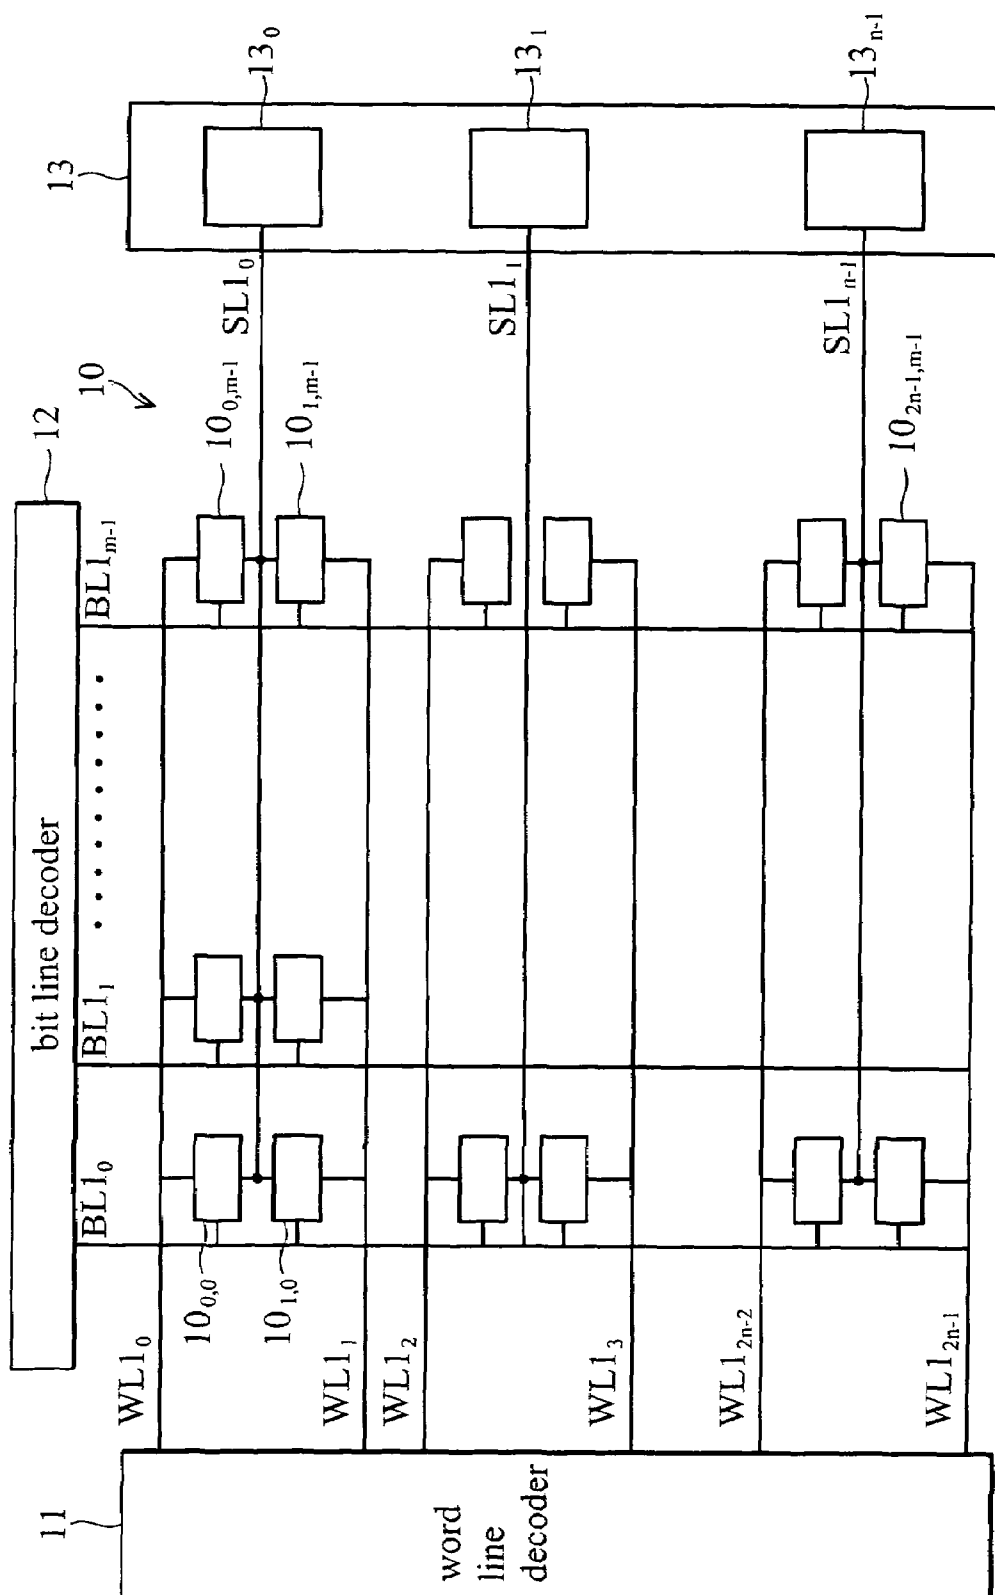 12
bit line decoder
BL1₀
BL1₁
· · · · · · · · · ·
BL1ₘ₋₁
10
13
13₀
13₁
13ₙ₋₁
SL1₀
SL1₁
SL1ₙ₋₁
10₀,ₘ₋₁
10₁,ₘ₋₁
10₂ₙ₋₁,ₘ₋₁
10₀,₀
10₁,₀
WL1₀
WL1₁
WL1₂
WL1₃
WL1₂ₙ₋₂
WL1₂ₙ₋₁
11
word
line
decoder